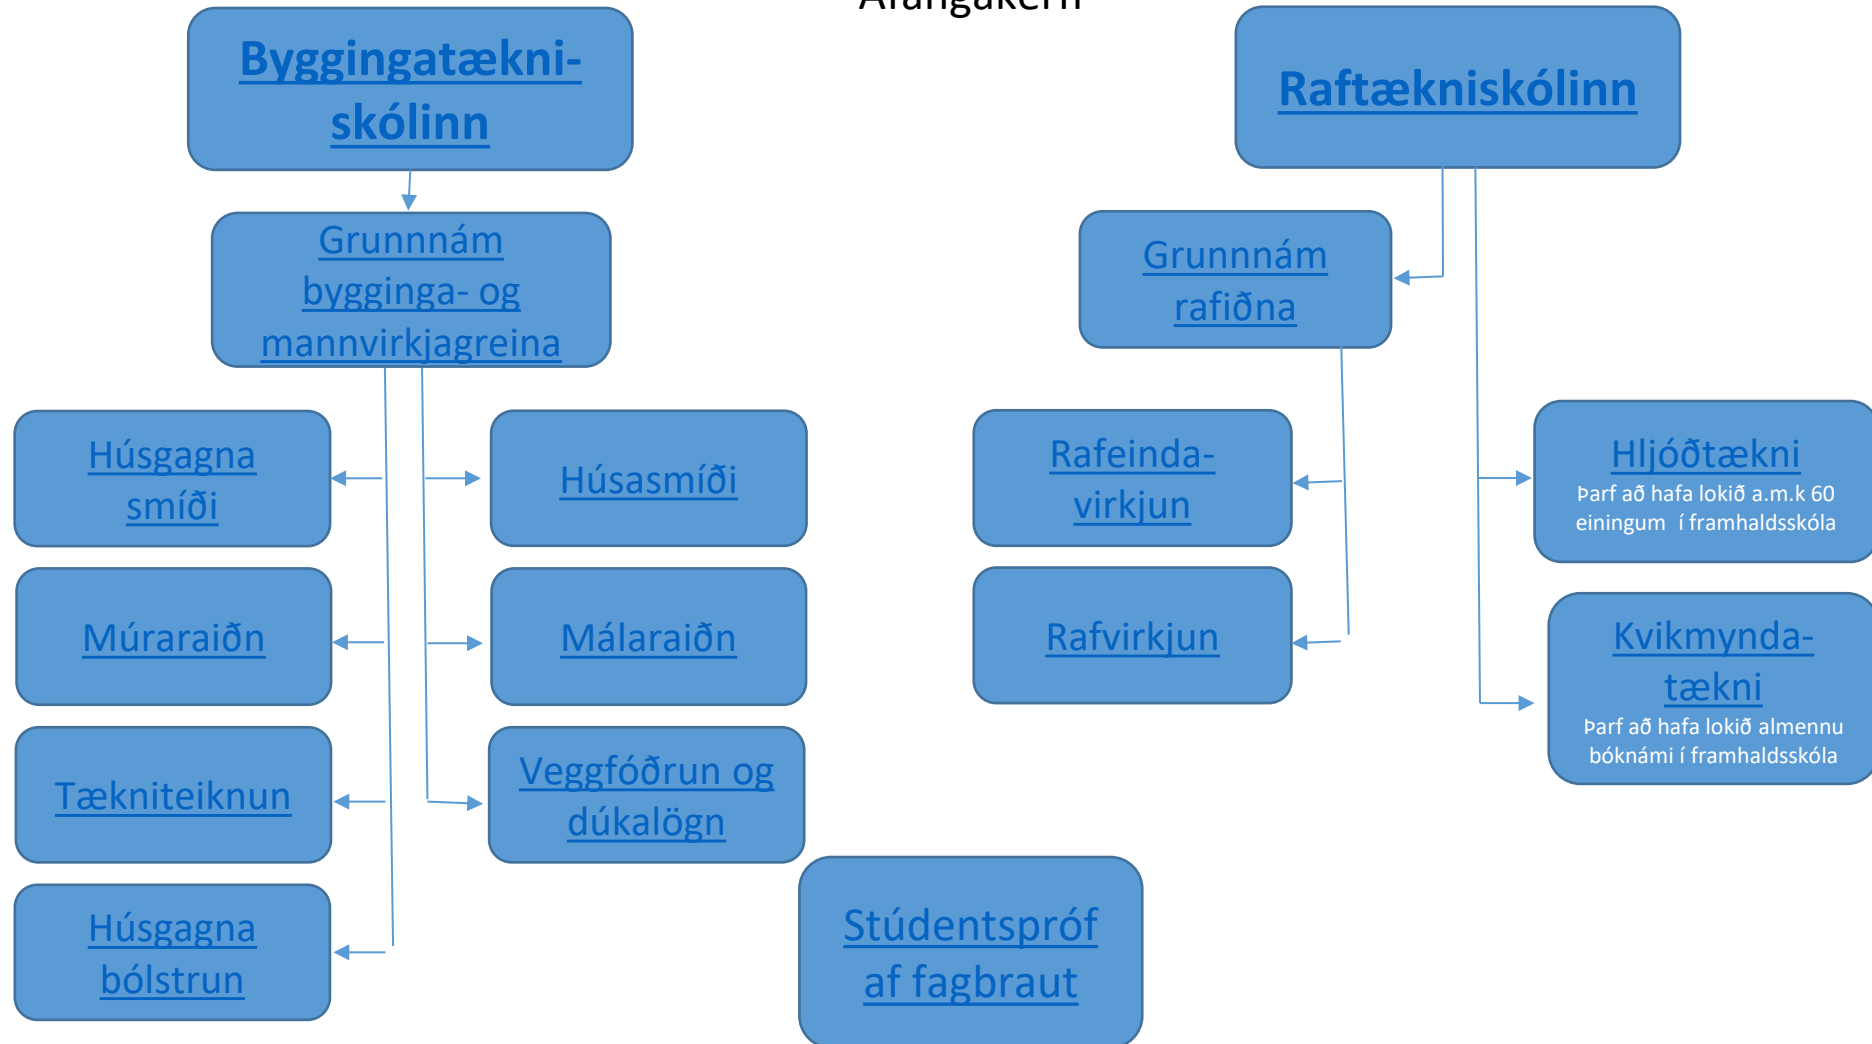 Áfangakerfi
Byggingatækni-
skólinn
Raftækniskólinn
Grunnnám
bygginga- og
mannvirkjagreina
Grunnnám
rafiðna
Húsgagna
smíði
Húsasmíði
Rafeinda-
virkjun
Hljóðtækni
Þarf að hafa lokið a.m.k 60
einingum í framhaldsskóla
Múraraiðn
Málaraiðn
Rafvirkjun
Kvikmynda-
tækni
Þarf að hafa lokið almennu
bóknámi í framhaldsskóla
Tækniteiknun
Veggfóðrun og
dúkalögn
Húsgagna
bólstrun
Stúdentspróf
af fagbraut